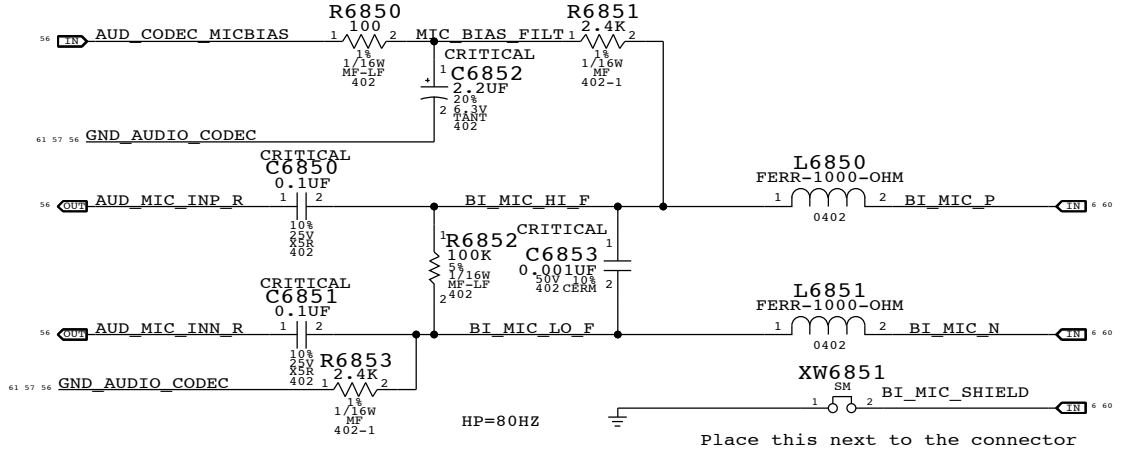 R6850
100
R6851
2.4K
56 IN AUD_CODEC_MICBIAS 1 2 MIC_BIAS_FILT 1 2
1%
1/16W
MF-LF
402
1%
1/16W
MF
402-1
CRITICAL
1 C6852
+ 2.2UF
20%
2 6.3V
TANT
402
61 57 56 GND_AUDIO_CODEC
CRITICAL
C6850
0.1UF
56 OUT AUD_MIC_INP_R 1 2 BI_MIC_HI_F
10%
25V
X5R
402
L6850
FERR-1000-OHM
1 2 BI_MIC_P IN 6 60
0402
1 R6852
100K
5%
1/16W
MF-LF
2 402
CRITICAL
1
C6853
0.001UF
50V 10%
402 CERM 2
CRITICAL
C6851
0.1UF
56 OUT AUD_MIC_INN_R 1 2 BI_MIC_LO_F
10%
25V
X5R
402
L6851
FERR-1000-OHM
1 2 BI_MIC_N IN 6 60
0402
R6853
2.4K
61 57 56 GND_AUDIO_CODEC 1 2
1%
1/16W
MF
402-1
HP=80HZ
XW6851
SM
1 2 BI_MIC_SHIELD IN 6 60
Place this next to the connector